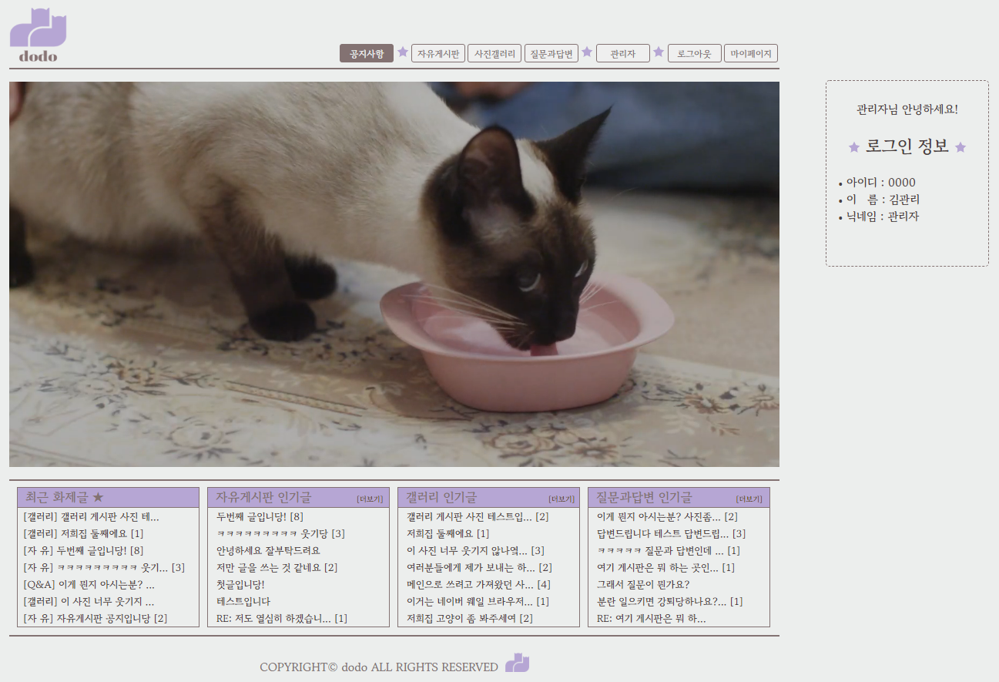 dodo
공지사항 ★ 자유게시판 사진갤러리 질문과답변 ★ 관리자 ★ 로그아웃 마이페이지
관리자님 안녕하세요!
★ 로그인 정보 ★
• 아이디 : 0000
• 이 름 : 김관리
• 닉네임 : 관리자
최근 화제글 ★
[갤러리] 갤러리 게시판 사진 테...
[갤러리] 저희집 둘째에요 [1]
[자 유] 두번째 글입니당! [8]
[자 유] ㅋㅋㅋㅋㅋㅋㅋㅋㅋ 웃기... [3]
[Q&A] 이게 뭔지 아시는분? ...
[갤러리] 이 사진 너무 웃기지 ...
[자 유] 자유게시판 공지입니당 [2]
자유게시판 인기글 [더보기]
두번째 글입니당! [8]
ㅋㅋㅋㅋㅋㅋㅋㅋㅋ 웃기당 [3]
안녕하세요 잘부탁드려요
저만 글을 쓰는 것 같네요 [2]
첫글입니당!
테스트입니다
RE: 저도 열심히 하겠습니... [1]
갤러리 인기글 [더보기]
갤러리 게시판 사진 테스트입... [2]
저희집 둘째에요 [1]
이 사진 너무 웃기지 않나옄... [3]
여러분들에게 제가 보내는 하... [2]
메인으로 쓰려고 가져왔던 사... [4]
이거는 네이버 웨일 브라우저... [1]
저희집 고양이 좀 봐주세여 [2]
질문과답변 인기글 [더보기]
이게 뭔지 아시는분? 사진좀... [2]
답변드립니다 테스트 답변드립... [3]
ㅋㅋㅋㅋㅋ 질문과 답변인데 ... [1]
여기 게시판은 뭐 하는 곳인... [1]
그래서 질문이 뭔가요?
분란 일으키면 강퇴당하나요?... [1]
RE: 여기 게시판은 뭐 하...
COPYRIGHT© dodo ALL RIGHTS RESERVED